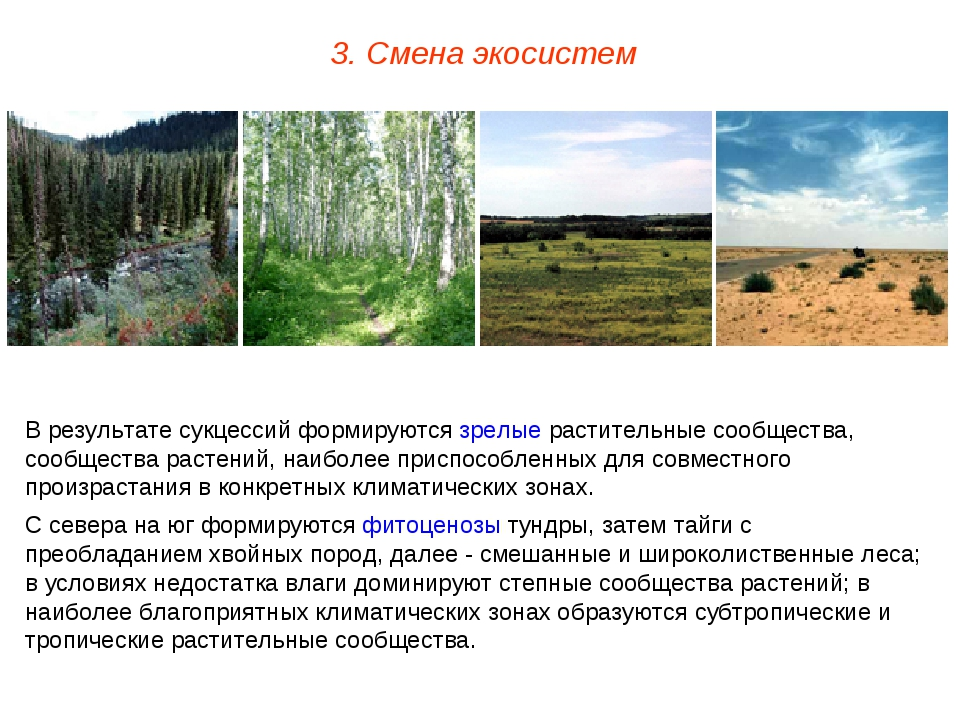 3. Смена экосистем
В результате сукцессий формируются зрелые растительные сообщества,
сообщества растений, наиболее приспособленных для совместного
произрастания в конкретных климатических зонах.
С севера на юг формируются фитоценозы тундры, затем тайги с
преобладанием хвойных пород, далее - смешанные и широколиственные леса;
в условиях недостатка влаги доминируют степные сообщества растений; в
наиболее благоприятных климатических зонах образуются субтропические и
тропические растительные сообщества.